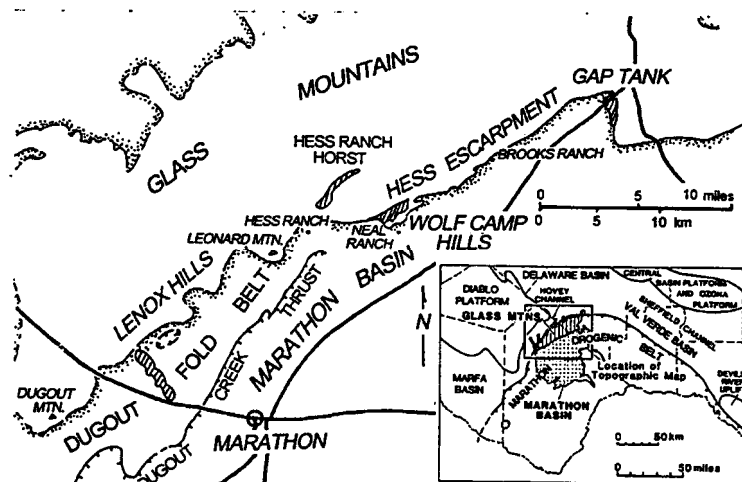 MOUNTAINS
GLASS
GAP TANK
HESS RANCH
HORST
HESS ESCARPMENT
BROOKS RANCH
0 5 10 miles
0 5 10 km
HESS RANCH
NEAL
RANCH
WOLF CAMP
HILLS
LEONARD MTN.
LENOX HILLS
DUGOUT
MTN.
DUGOUT FOLD BELT
DUGOUT CREEK THRUST
MARATHON BASIN
MARATHON
N
DELAWARE BASIN
CENTRAL
BASIN PLATFORM
AND OZONA
PLATFORM
DIABLO
PLATFORM
HOVEY
CHANNEL
GLASS MTNS.
SHEFFIELD CHANNEL
VAL VERDE BASIN
MARATHON OROGENIC BELT
Location of
Topographic Map
MARFA
BASIN
MARATHON
BASIN
DEVILS
RIVER
UPLIFT
0 50 km
0 50 miles